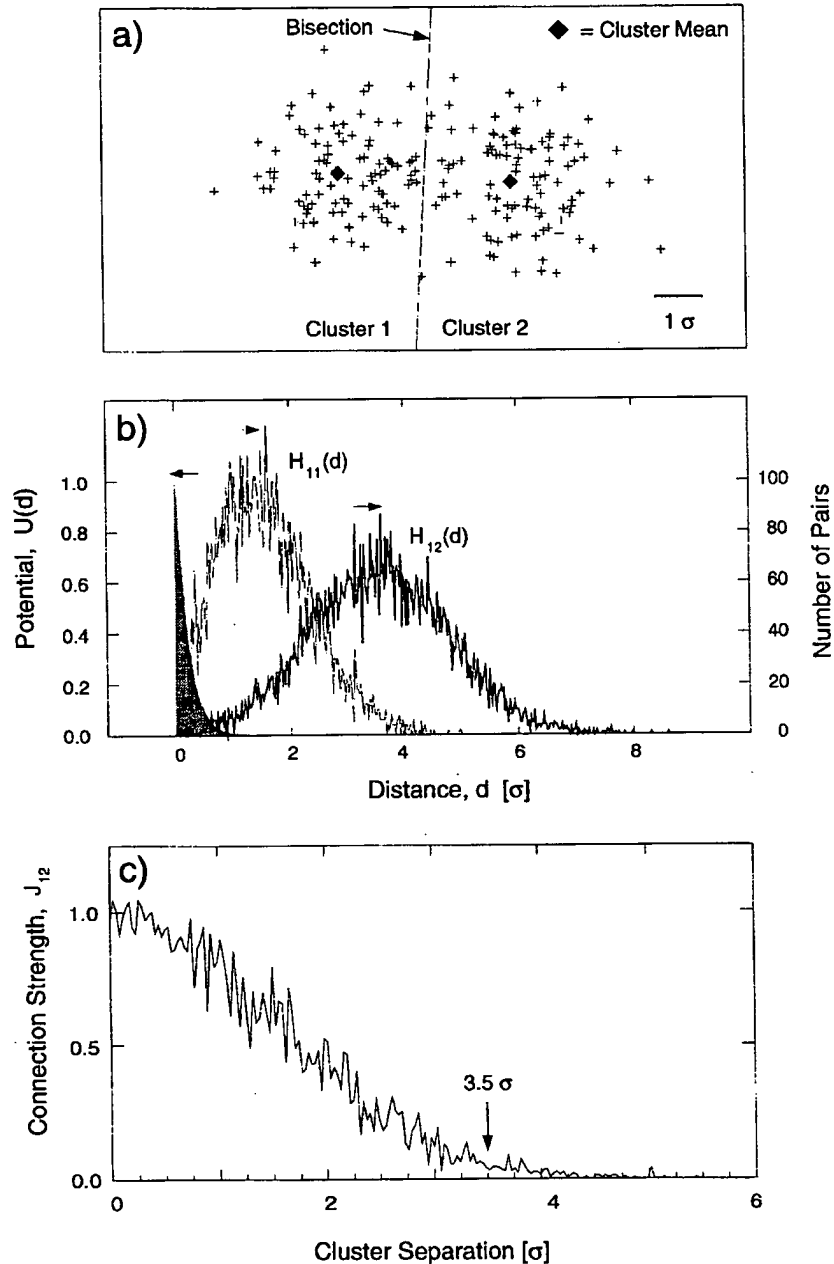 a)
Bisection
◆ = Cluster Mean
Cluster 1
Cluster 2
1 σ
b)
H₁₁(d)
H₁₂(d)
Potential, U(d)
1.0
0.8
0.6
0.4
0.2
0.0
Number of Pairs
100
80
60
40
20
0
0 2 4 6 8
Distance, d [σ]
c)
Connection Strength, J₁₂
1.0
0.5
0.0
3.5 σ
0 2 4 6
Cluster Separation [σ]